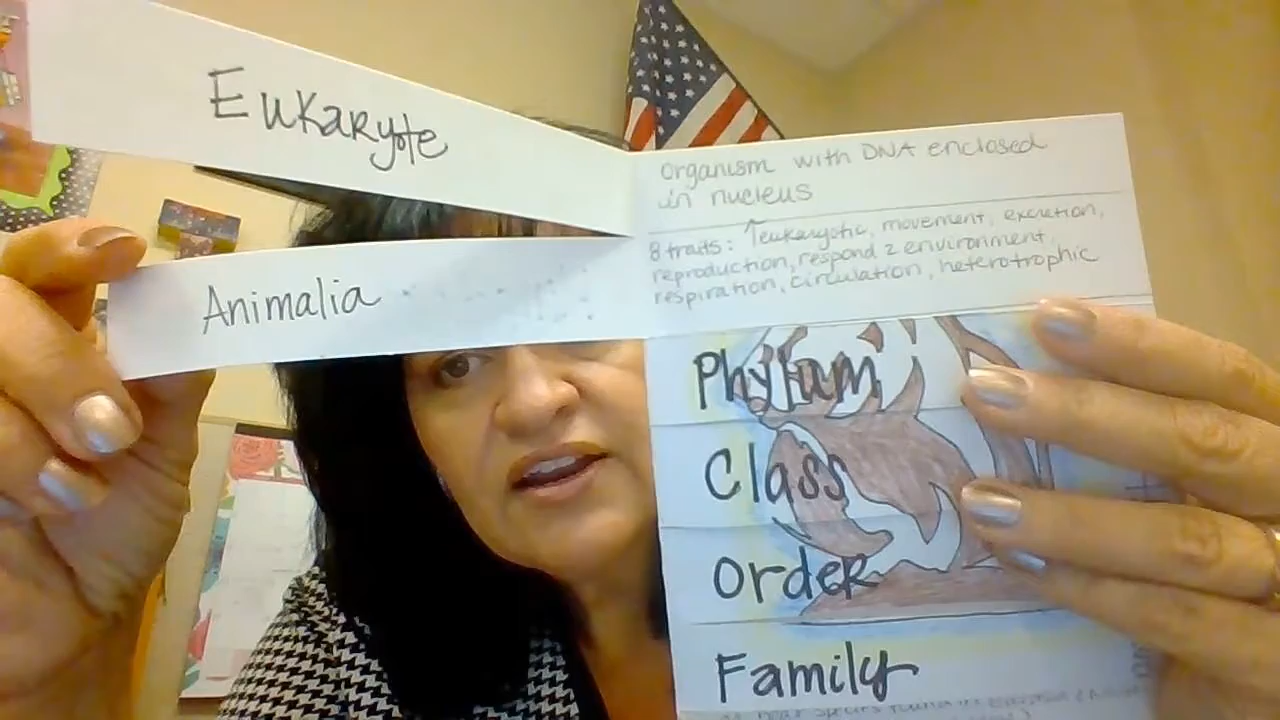 Eukaryote
organism with DNA enclosed
in nucleus
Animalia
8 traits: eukaryotic, movement, excretion,
reproduction, respond 2 environment,
respiration, circulation, heterotrophic
Phylum
Class
Order
Family